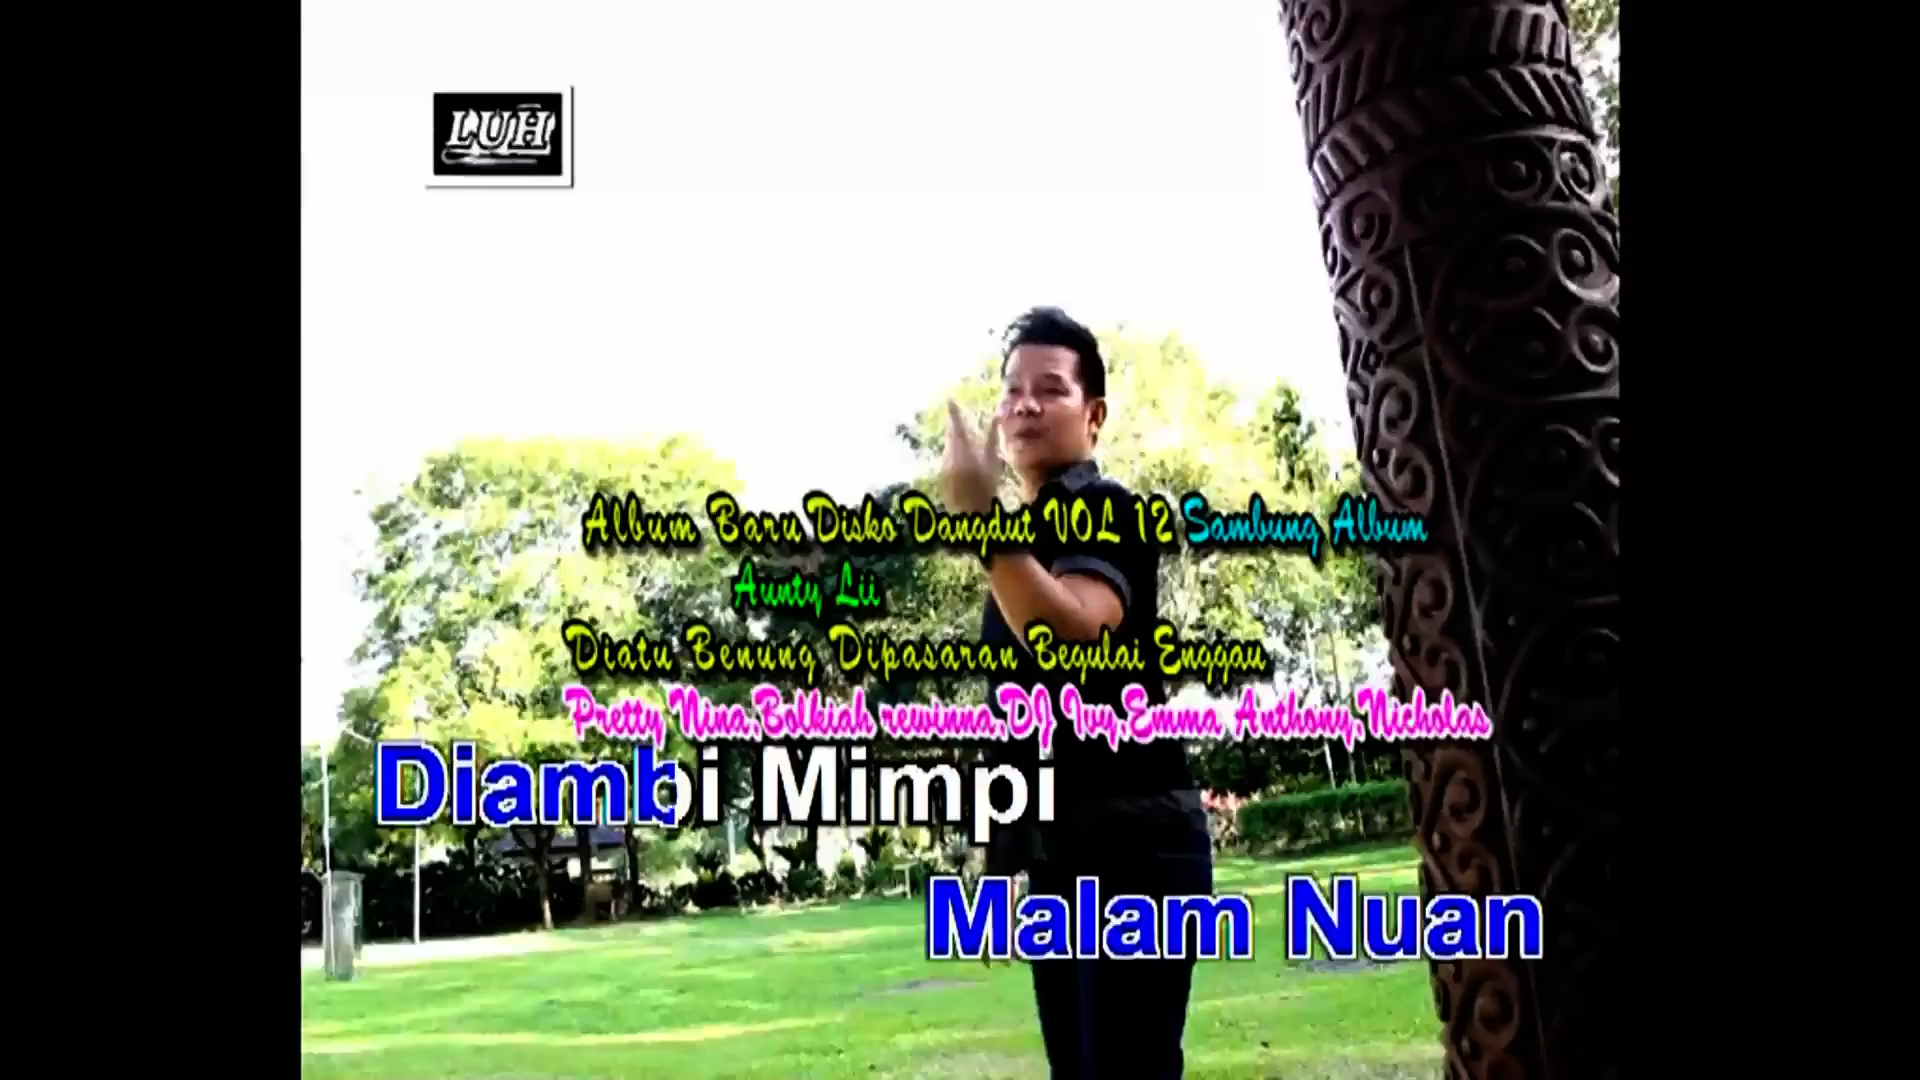 LUH
Album Baru Disko Dangdut VOL 12 Sambung Album
Aunty Lii
Diatu Benung Dipasaran Begulai Enggau
Pretty Nina,Bolkiah rewinna,DJ Ivy,Emma Anthony,Nicholas
Diambi Mimpi
Malam Nuan